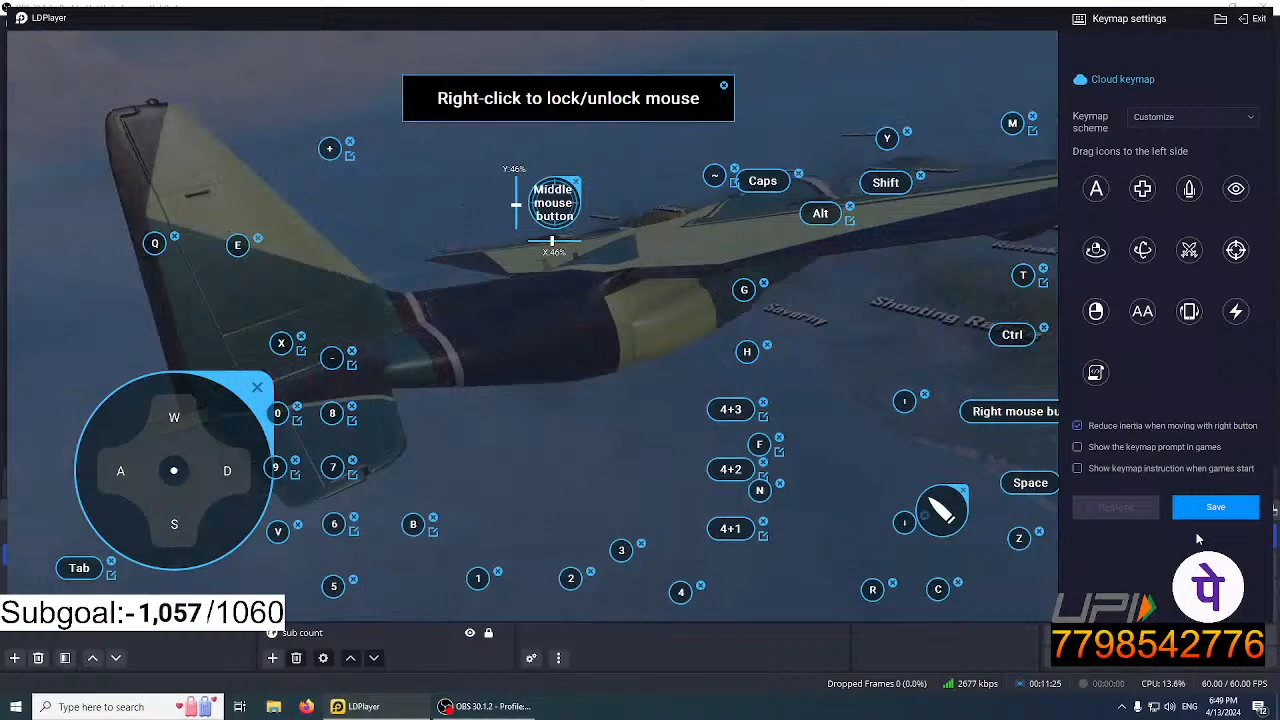 LDPlayer
Keymap settings
Exit
Right-click to lock/unlock mouse
Cloud keymap
Keymap scheme
Customize
Drag icons to the left side
A
AA
Reduce inertia when moving with right button
Show the keymap prompt in games
Show keymap instruction when games start
Restore
Save
M
Y
+
Y:46%
Middle mouse button
X:46%
~
Caps
Shift
Alt
Q
E
T
G
Ctrl
X
-
H
0
8
4+3
Right mouse bu
W
A
D
S
F
9
7
4+2
N
Space
V
6
B
4+1
Z
Tab
5
1
2
3
4
R
C
Severny
Shooting R
Subgoal:-1,057/1060
sub count
पे
UPI
7798542776
Dropped Frames 0 (0.0%)
2677 kbps
00:11:25
00:00:00
CPU: 13.6%
60.00 / 60.00 FPS
Type here to search
LDPlayer
OBS 30.1.2 - Profile:...
6:49 PM
4/13/2024